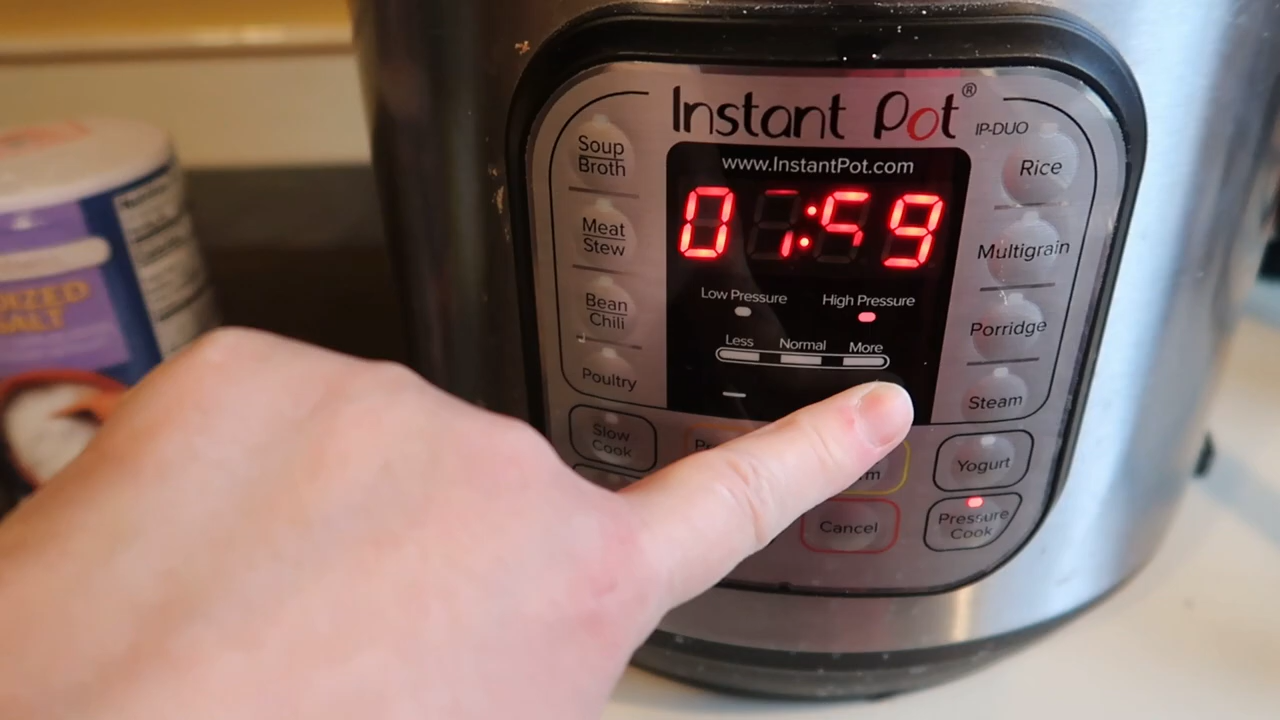 Instant Pot®
IP-DUO
www.InstantPot.com
01:59
Low Pressure
High Pressure
Less
Normal
More
Soup
Broth
Meat
Stew
Bean
Chili
Poultry
Slow
Cook
Rice
Multigrain
Porridge
Steam
Yogurt
Cancel
Pressure
Cook